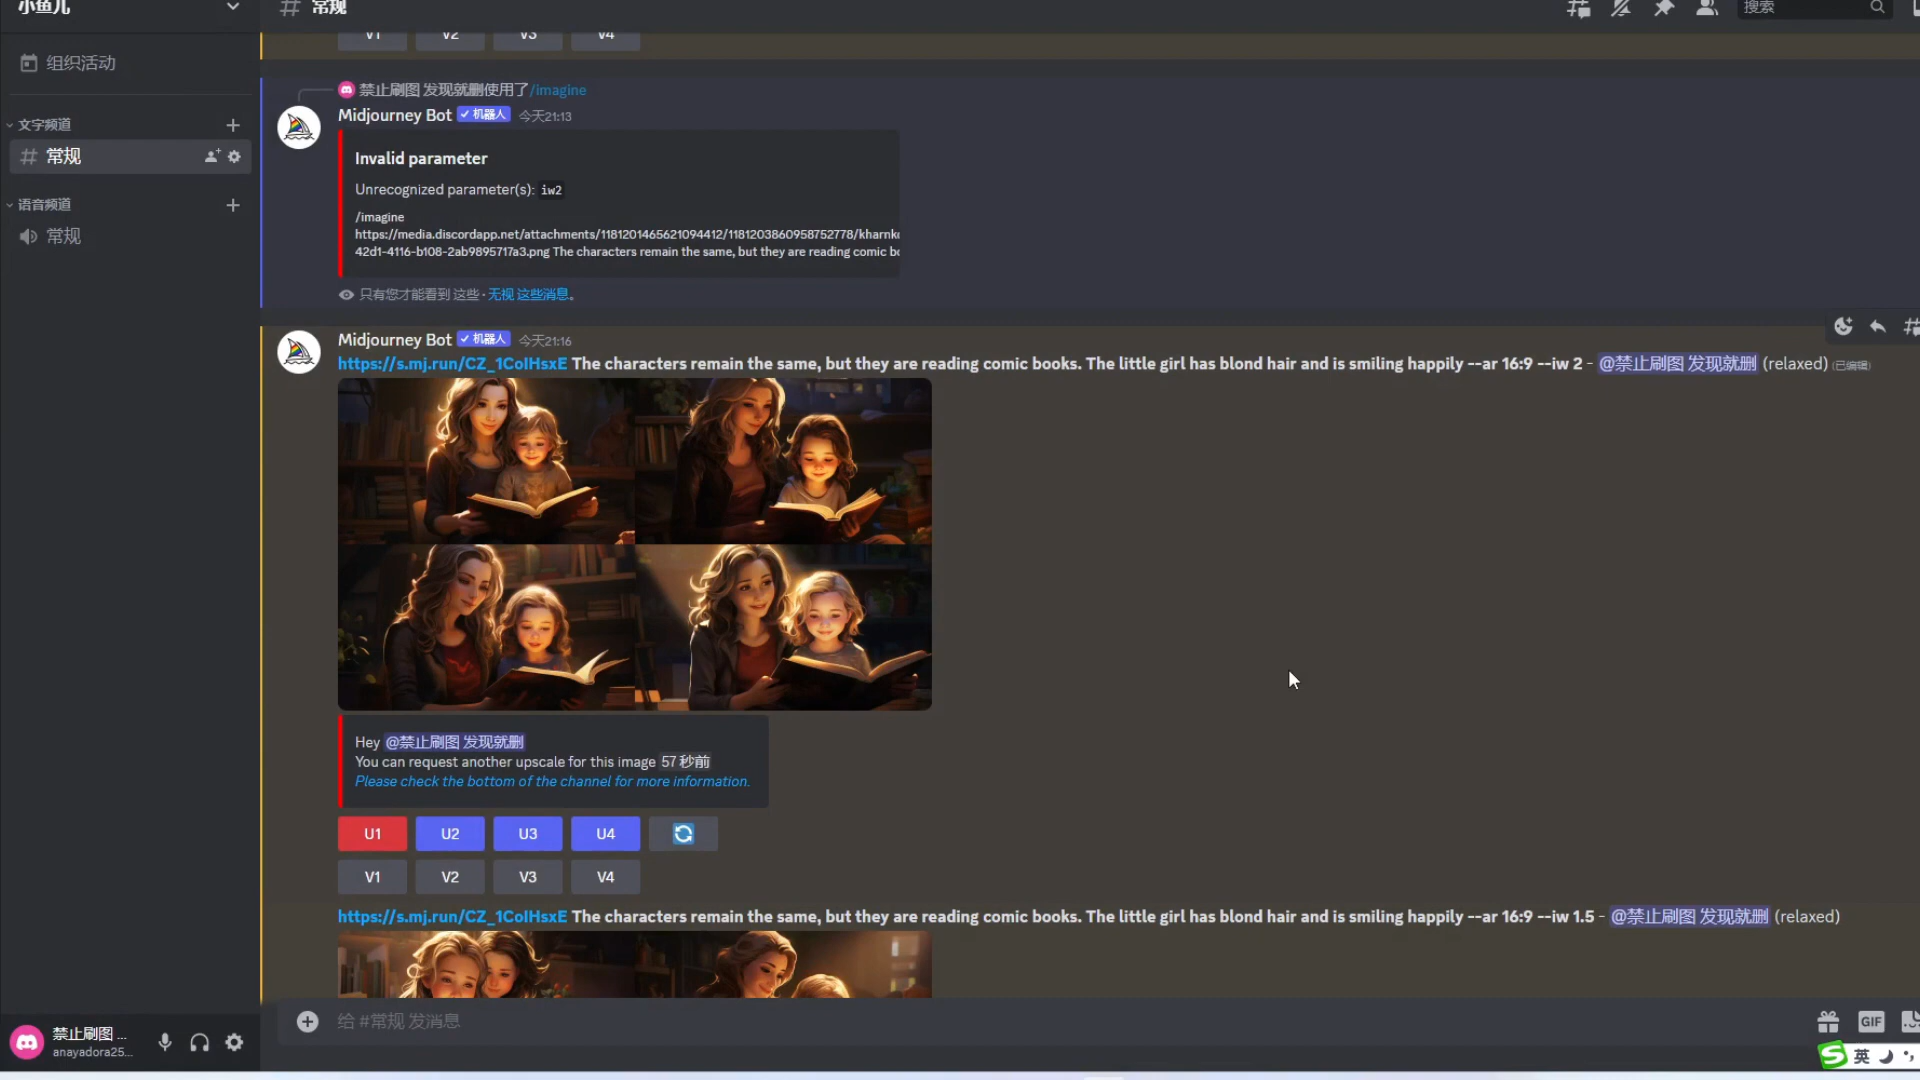 小鱼儿
组织活动
文字频道
常规
语音频道
常规
禁止刷图 ...
anayadora25...
常规
搜索
V1 V2 V3 V4
禁止刷图 发现就删使用了/imagine
Midjourney Bot ✓ 机器人 今天21:13
Invalid parameter
Unrecognized parameter(s): iw2
/imagine
https://media.discordapp.net/attachments/1181201465621094412/1181203860958752778/kharnk
42d1-4116-b108-2ab9895717a3.png The characters remain the same, but they are reading comic b
只有您才能看到 这些 · 无视 这些消息。
Midjourney Bot ✓ 机器人 今天21:16
https://s.mj.run/CZ_1ColHsxE The characters remain the same, but they are reading comic books. The little girl has blond hair and is smiling happily --ar 16:9 --iw 2 - @禁止刷图 发现就删 (relaxed) (已编辑)
Hey @禁止刷图 发现就删
You can request another upscale for this image 57 秒前
Please check the bottom of the channel for more information.
U1 U2 U3 U4
V1 V2 V3 V4
https://s.mj.run/CZ_1ColHsxE The characters remain the same, but they are reading comic books. The little girl has blond hair and is smiling happily --ar 16:9 --iw 1.5 - @禁止刷图 发现就删 (relaxed)
给 #常规 发消息
GIF
英